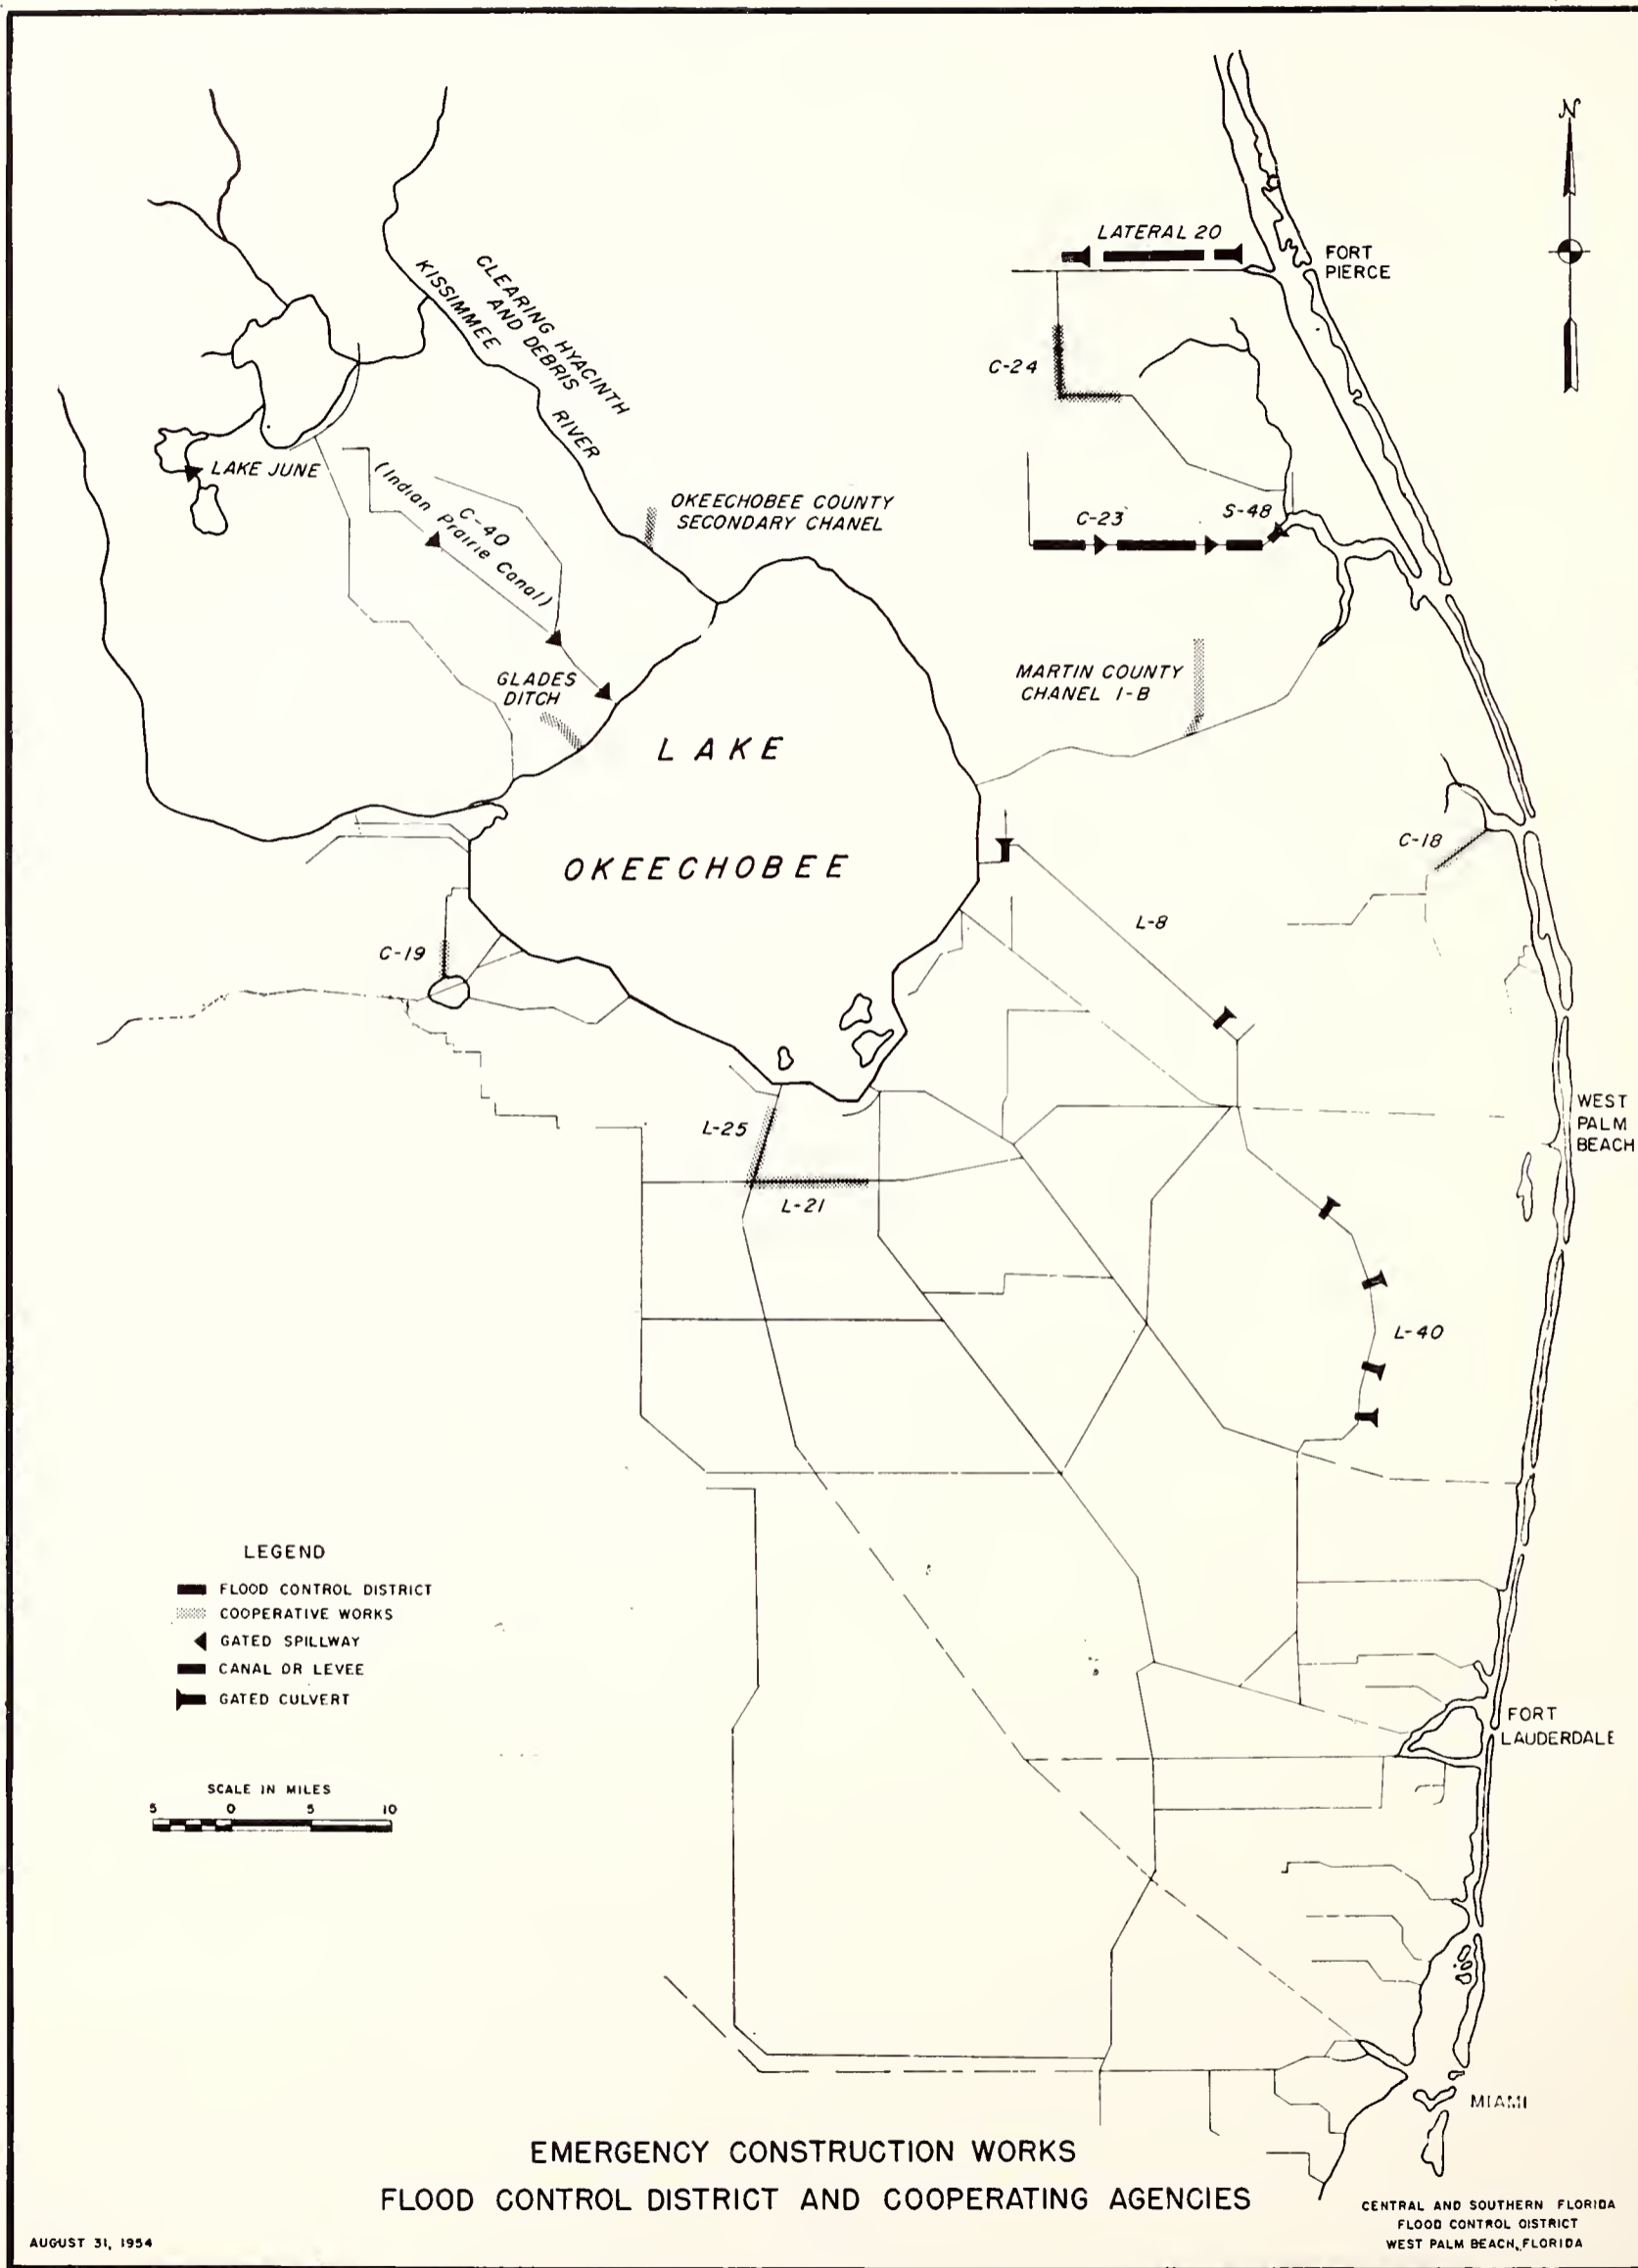 N
LATERAL 20
FORT
PIERCE
CLEARING HYACINTH
AND DEBRIS
KISSIMMEE
RIVER
C-24
LAKE JUNE
(Indian Prairie Canal)
C-40
OKEECHOBEE COUNTY
SECONDARY CHANEL
C-23
S-48
GLADES
DITCH
MARTIN COUNTY
CHANEL 1-B
LAKE
OKEECHOBEE
C-18
L-8
C-19
WEST
PALM
BEACH
L-25
L-21
L-40
LEGEND
FLOOD CONTROL DISTRICT
COOPERATIVE WORKS
GATED SPILLWAY
CANAL OR LEVEE
GATED CULVERT
FORT
LAUDERDALE
SCALE IN MILES
5 0 5 10
MIAMI
EMERGENCY CONSTRUCTION WORKS
FLOOD CONTROL DISTRICT AND COOPERATING AGENCIES
CENTRAL AND SOUTHERN FLORIDA
FLOOD CONTROL DISTRICT
WEST PALM BEACH, FLORIDA
AUGUST 31, 1954